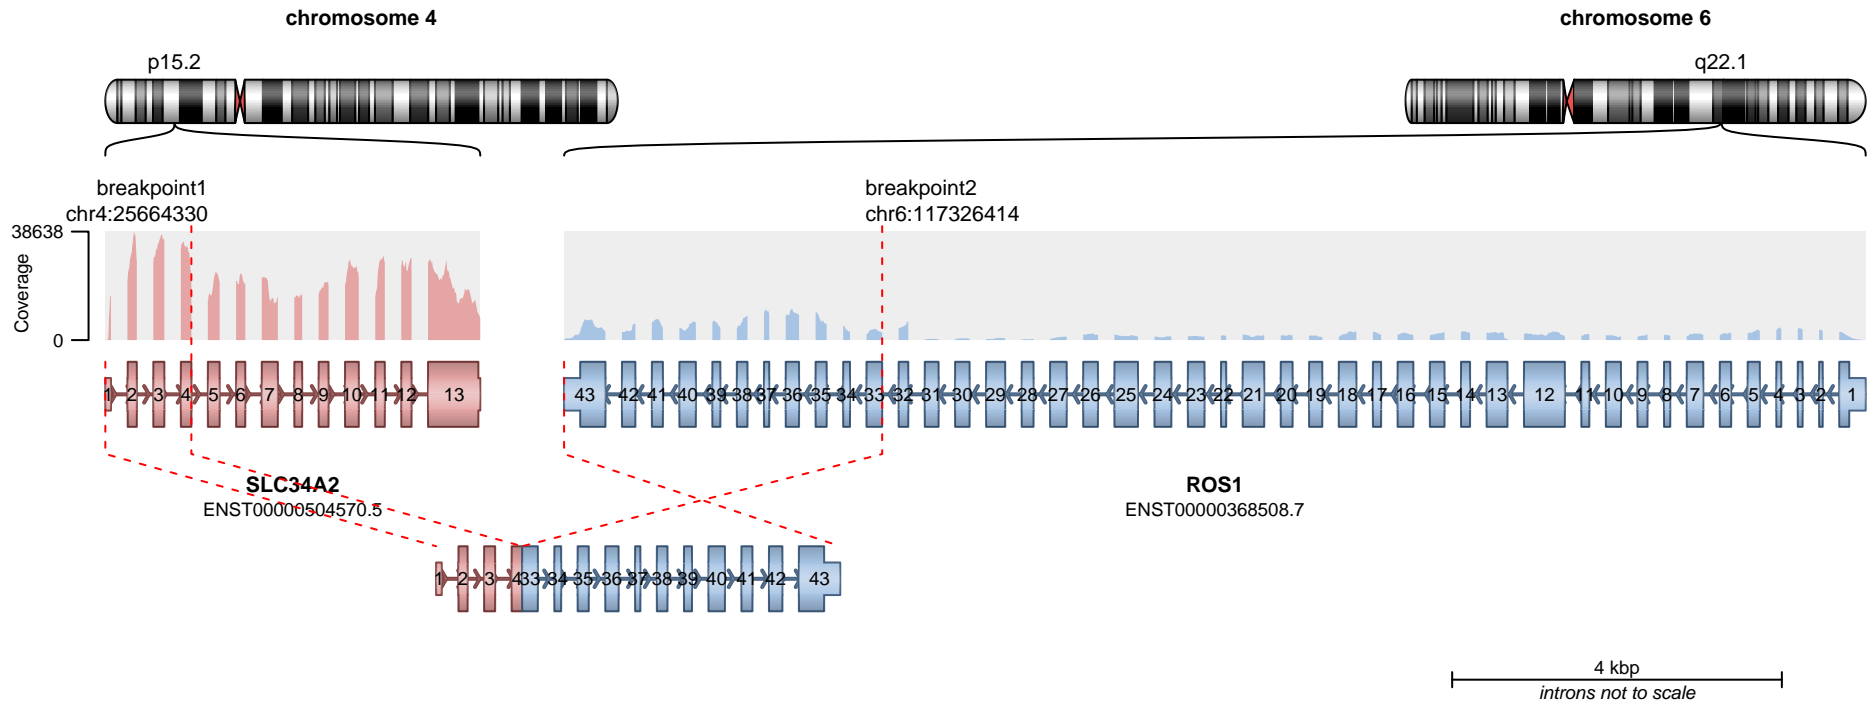 chromosome 4
chromosome 6
p15.2
q22.1
breakpoint1
chr4:25664330
breakpoint2
chr6:117326414
38638
Coverage
0
1 2 3 4 5 6 7 8 9 10 11 12 13
43 42 41 40 39 38 37 36 35 34 33 32 31 30 29 28 27 26 25 24 23 22 21 20 19 18 17 16 15 14 13 12 11 10 9 8 7 6 5 4 3 2 1
SLC34A2
ENST00000504570.5
ROS1
ENST00000368508.7
1 2 3 4 33 34 35 36 37 38 39 40 41 42 43
4 kbp
introns not to scale